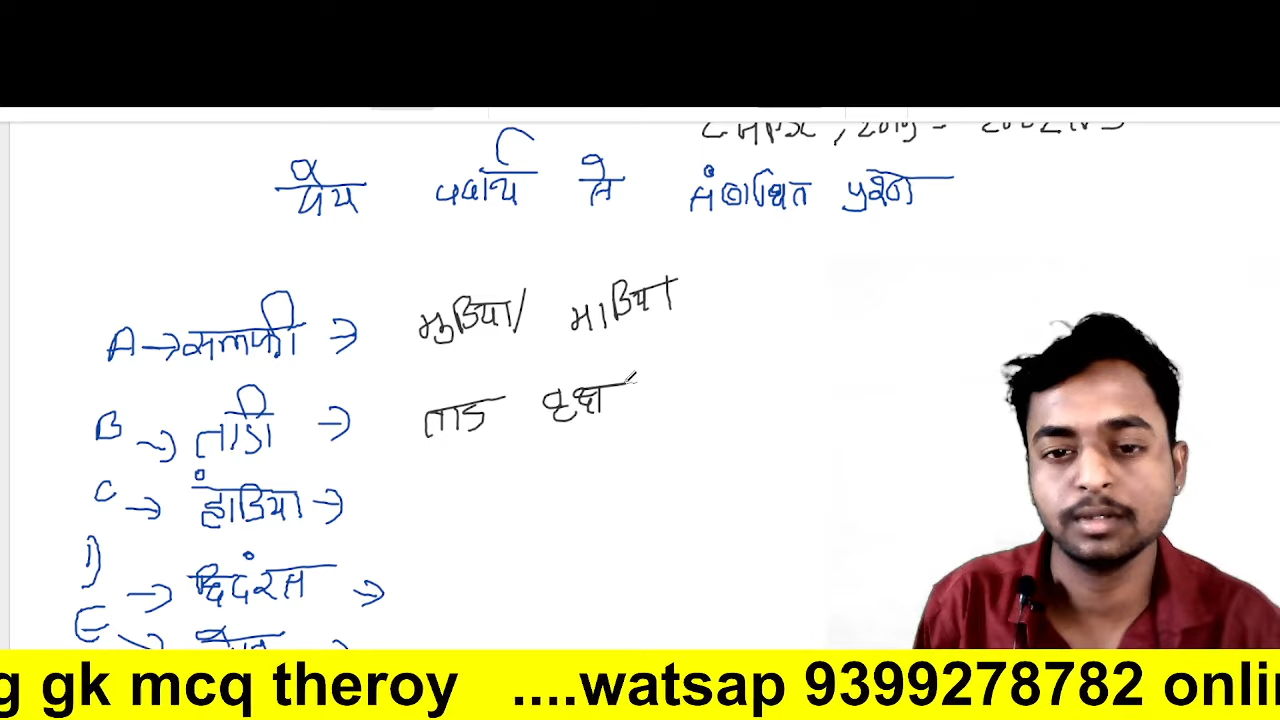 पेय पदार्थ से संबंधित प्रश्न
A → सल्फी → मुडिया / माडिया
B → ताडी → ताड वृक्ष
C → हांडिया →
D → छिंदरस →
E →
g gk mcq theroy ....watsap 9399278782 onli